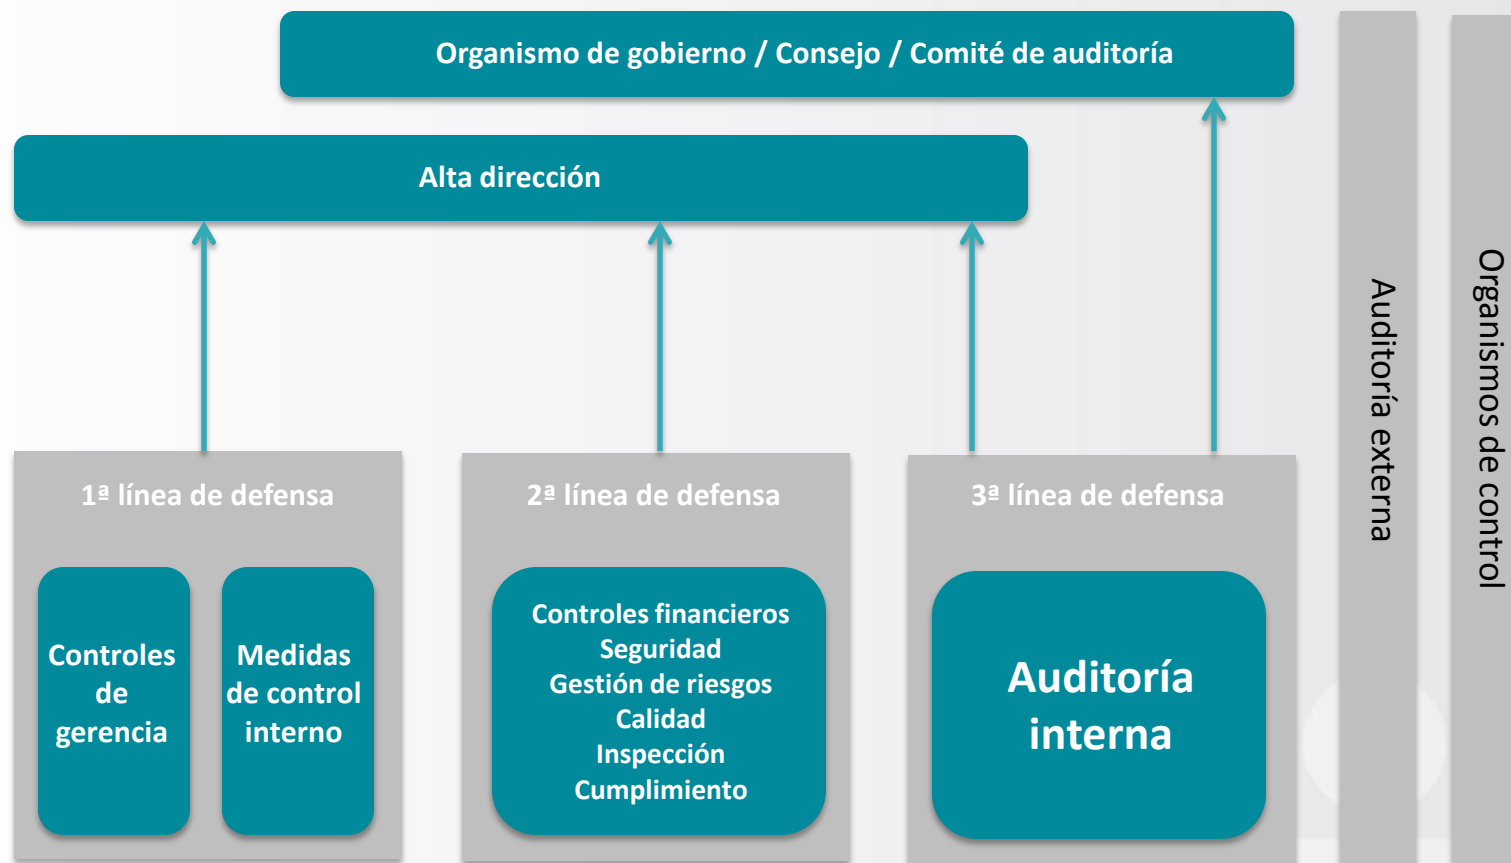 Organismo de gobierno / Consejo / Comité de auditoría
Alta dirección
1ª línea de defensa
Controles
de
gerencia
Medidas
de control
interno
2ª línea de defensa
Controles financieros
Seguridad
Gestión de riesgos
Calidad
Inspección
Cumplimiento
3ª línea de defensa
Auditoría
interna
Auditoría externa
Organismos de control